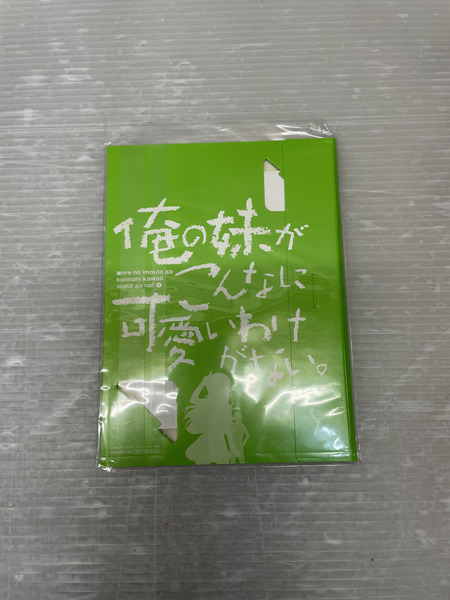 俺の妹が
こんなに
可愛いわけ
がない。
ore no imouto ga
konnani kawaii
wake ga nai